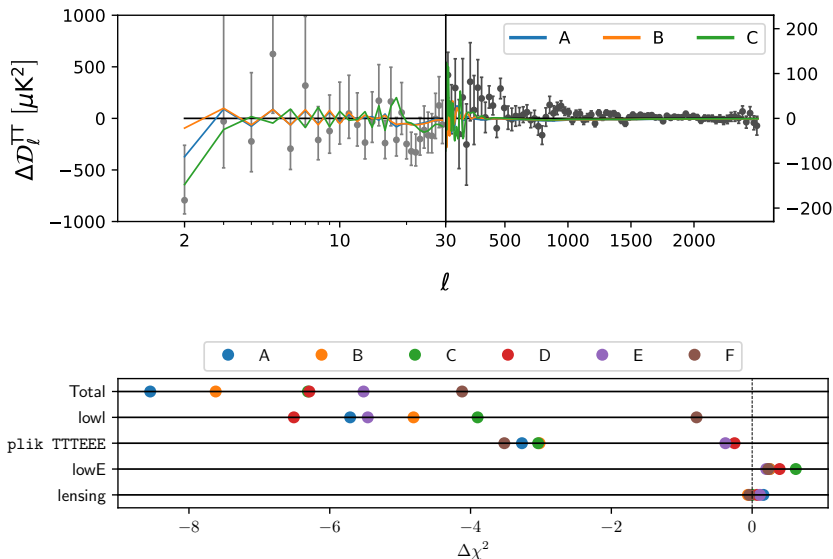 1000
500
0
−500
−1000
ΔD_ℓ^TT [μK²]
A B C
200
100
0
−100
−200
2 10 30 500 1000 1500 2000
ℓ
A B C D E F
Total
lowl
plik TTTEEE
lowE
lensing
−8 −6 −4 −2 0
Δχ²